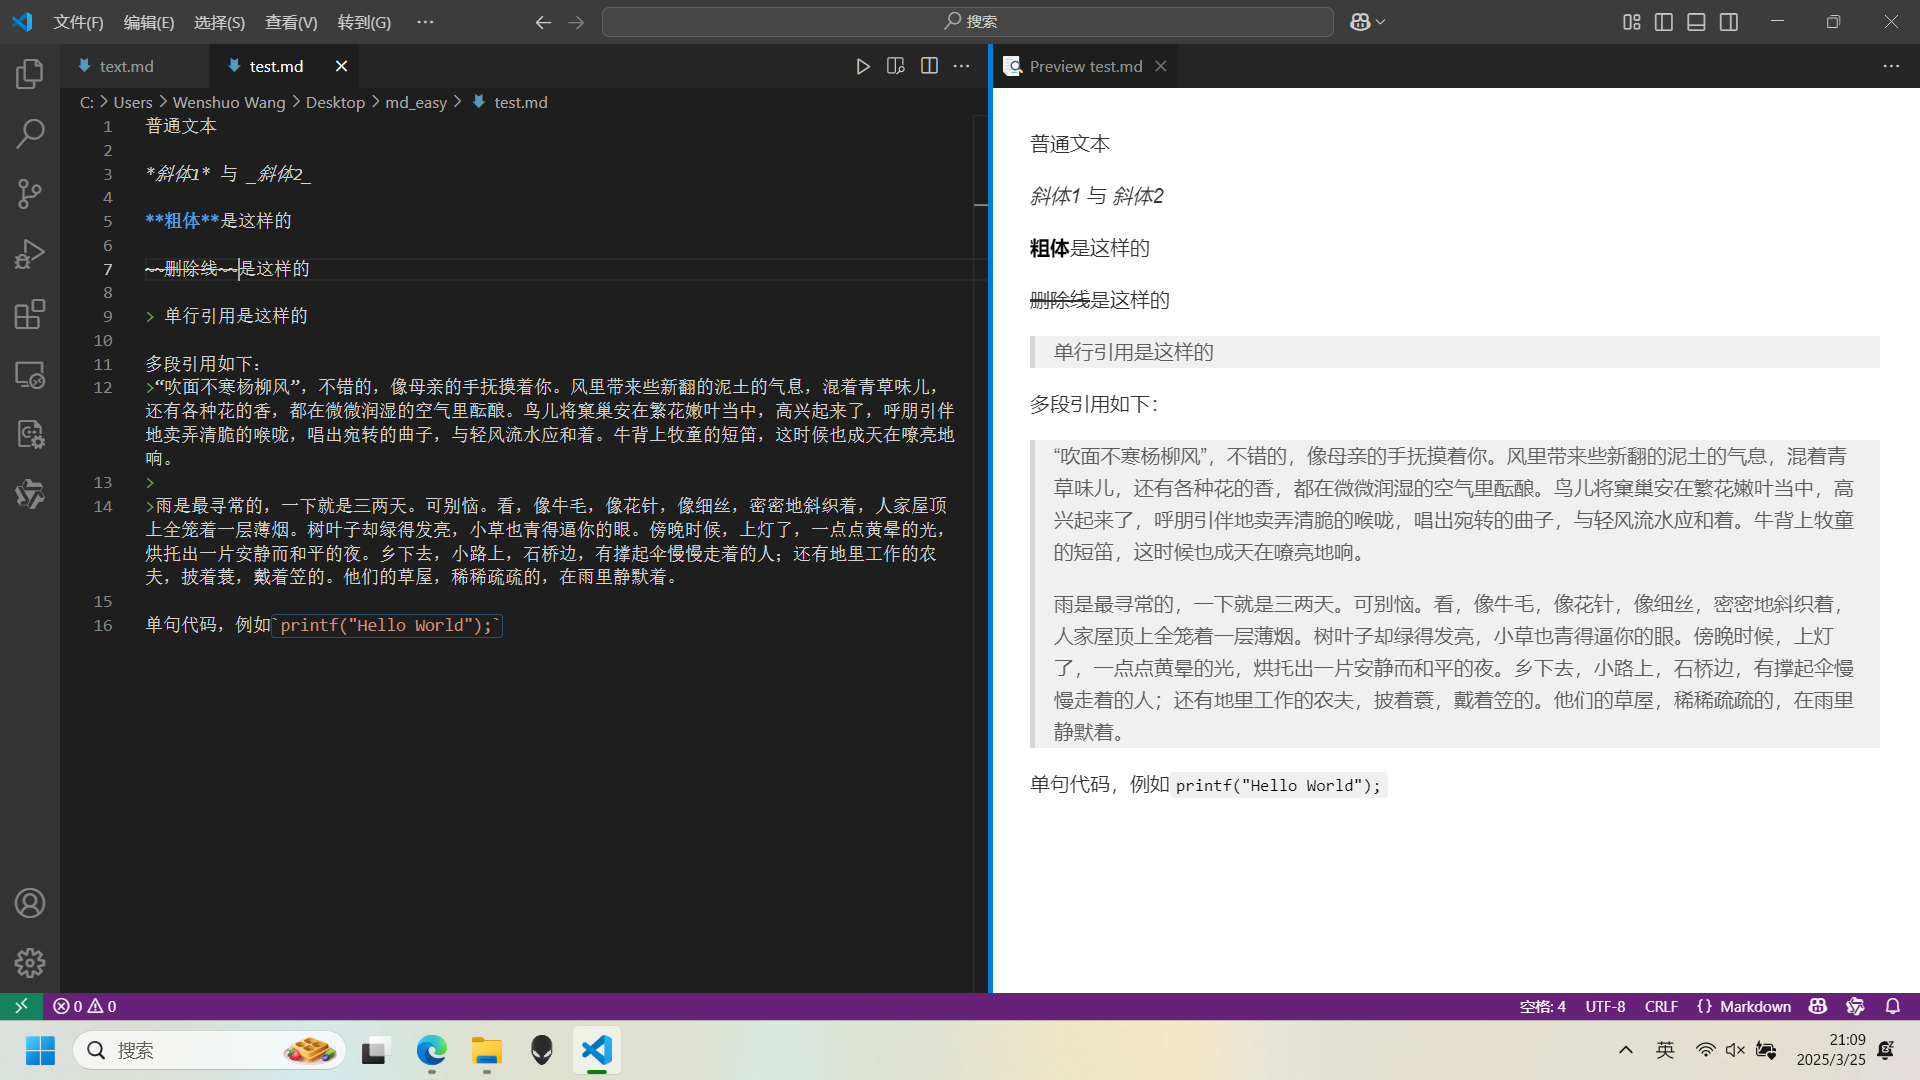 文件(F) 编辑(E) 选择(S) 查看(V) 转到(G) ··· 搜索
text.md test.md
Preview test.md
C: > Users > Wenshuo Wang > Desktop > md_easy > test.md
1 普通文本
2
3 *斜体1* 与 _斜体2_
4
5 **粗体**是这样的
6
7 ~~删除线~~是这样的
8
9 > 单行引用是这样的
10
11 多段引用如下：
12 >“吹面不寒杨柳风”，不错的，像母亲的手抚摸着你。风里带来些新翻的泥土的气息，混着青草味儿，
还有各种花的香，都在微微润湿的空气里酝酿。鸟儿将窠巢安在繁花嫩叶当中，高兴起来了，呼朋引伴
地卖弄清脆的喉咙，唱出宛转的曲子，与轻风流水应和着。牛背上牧童的短笛，这时候也成天在嘹亮地
响。
13 >
14 >雨是最寻常的，一下就是三两天。可别恼。看，像牛毛，像花针，像细丝，密密地斜织着，人家屋顶
上全笼着一层薄烟。树叶子却绿得发亮，小草也青得逼你的眼。傍晚时候，上灯了，一点点黄晕的光，
烘托出一片安静而和平的夜。乡下去，小路上，石桥边，有撑起伞慢慢走着的人；还有地里工作的农
夫，披着蓑，戴着笠的。他们的草屋，稀稀疏疏的，在雨里静默着。
15
16 单句代码，例如`printf("Hello World");`
普通文本
斜体1 与 斜体2
粗体是这样的
删除线是这样的
单行引用是这样的
多段引用如下：
“吹面不寒杨柳风”，不错的，像母亲的手抚摸着你。风里带来些新翻的泥土的气息，混着青
草味儿，还有各种花的香，都在微微润湿的空气里酝酿。鸟儿将窠巢安在繁花嫩叶当中，高
兴起来了，呼朋引伴地卖弄清脆的喉咙，唱出宛转的曲子，与轻风流水应和着。牛背上牧童
的短笛，这时候也成天在嘹亮地响。
雨是最寻常的，一下就是三两天。可别恼。看，像牛毛，像花针，像细丝，密密地斜织着，
人家屋顶上全笼着一层薄烟。树叶子却绿得发亮，小草也青得逼你的眼。傍晚时候，上灯
了，一点点黄晕的光，烘托出一片安静而和平的夜。乡下去，小路上，石桥边，有撑起伞慢
慢走着的人；还有地里工作的农夫，披着蓑，戴着笠的。他们的草屋，稀稀疏疏的，在雨里
静默着。
单句代码，例如 printf("Hello World");
0 0 空格: 4 UTF-8 CRLF {} Markdown
搜索 英 21:09
2025/3/25